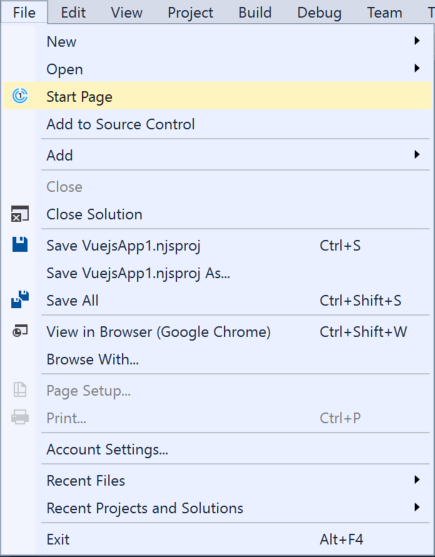 File Edit View Project Build Debug Team T
New
Open
Start Page
Add to Source Control
Add
Close
Close Solution
Save VuejsApp1.njsproj Ctrl+S
Save VuejsApp1.njsproj As...
Save All Ctrl+Shift+S
View in Browser (Google Chrome) Ctrl+Shift+W
Browse With...
Page Setup...
Print... Ctrl+P
Account Settings...
Recent Files
Recent Projects and Solutions
Exit Alt+F4